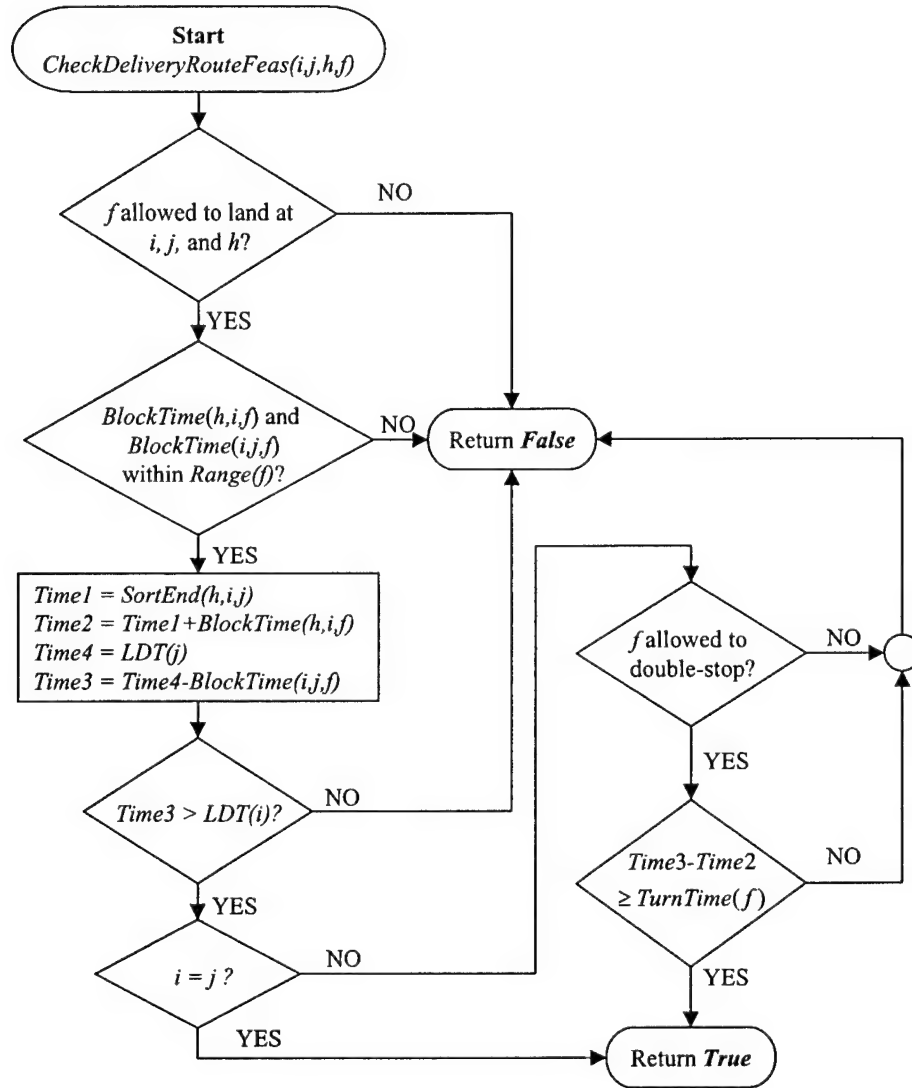 Start
CheckDeliveryRouteFeas(i,j,h,f)
f allowed to land at
i, j, and h?
NO
YES
BlockTime(h,i,f) and
BlockTime(i,j,f)
within Range(f)?
NO
Return False
YES
Time1 = SortEnd(h,i,j)
Time2 = Time1+BlockTime(h,i,f)
Time4 = LDT(j)
Time3 = Time4-BlockTime(i,j,f)
f allowed to
double-stop?
NO
YES
Time3 > LDT(i)?
NO
YES
Time3-Time2
≥ TurnTime(f)
NO
YES
i = j ?
NO
YES
Return True